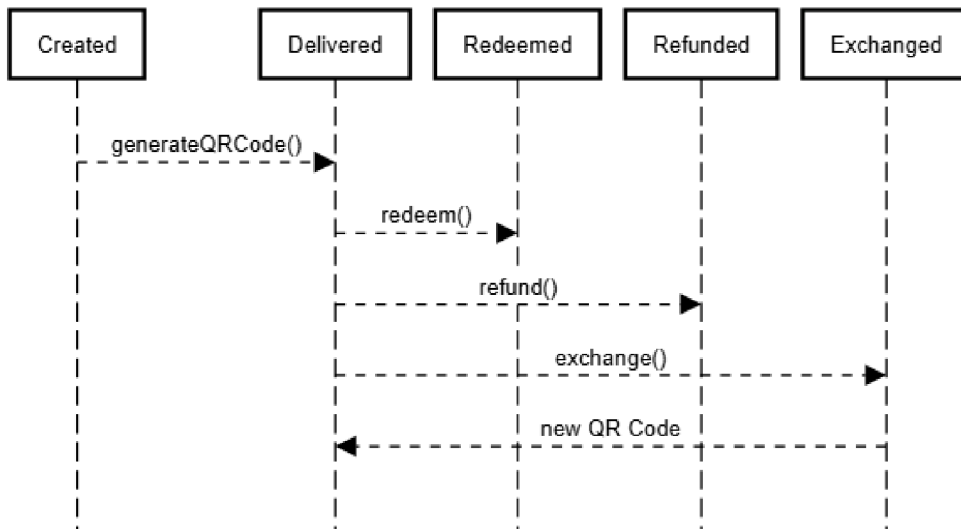 Created
Delivered
Redeemed
Refunded
Exchanged
generateQRCode()
redeem()
refund()
exchange()
new QR Code